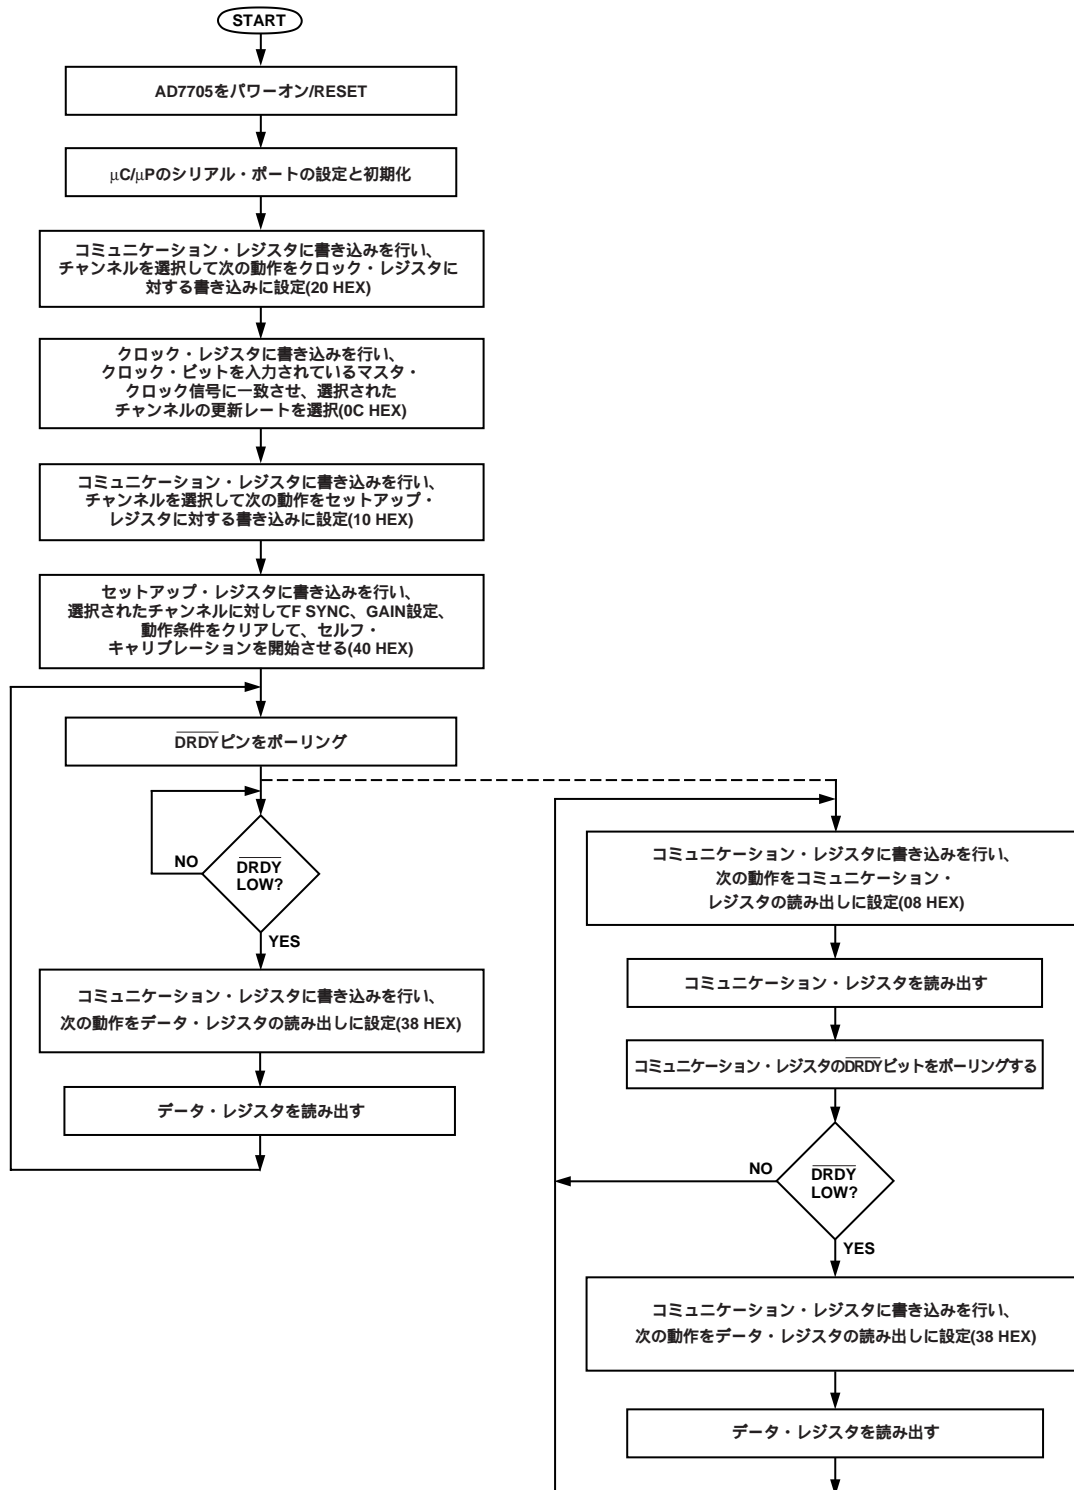 START
AD7705をパワーオン/RESET
μC/μPのシリアル・ポートの設定と初期化
コミュニケーション・レジスタに書き込みを行い、
チャンネルを選択して次の動作をクロック・レジスタに
対する書き込みに設定(20 HEX)
クロック・レジスタに書き込みを行い、
クロック・ビットを入力されているマスタ・
クロック信号に一致させ、選択された
チャンネルの更新レートを選択(0C HEX)
コミュニケーション・レジスタに書き込みを行い、
チャンネルを選択して次の動作をセットアップ・
レジスタに対する書き込みに設定(10 HEX)
セットアップ・レジスタに書き込みを行い、
選択されたチャンネルに対してF SYNC、GAIN設定、
動作条件をクリアして、セルフ・
キャリブレーションを開始させる(40 HEX)
DRDYピンをポーリング
NO
DRDY
LOW?
YES
コミュニケーション・レジスタに書き込みを行い、
次の動作をデータ・レジスタの読み出しに設定(38 HEX)
データ・レジスタを読み出す
コミュニケーション・レジスタに書き込みを行い、
次の動作をコミュニケーション・
レジスタの読み出しに設定(08 HEX)
コミュニケーション・レジスタを読み出す
コミュニケーション・レジスタのDRDYビットをポーリングする
NO
DRDY
LOW?
YES
コミュニケーション・レジスタに書き込みを行い、
次の動作をデータ・レジスタの読み出しに設定(38 HEX)
データ・レジスタを読み出す